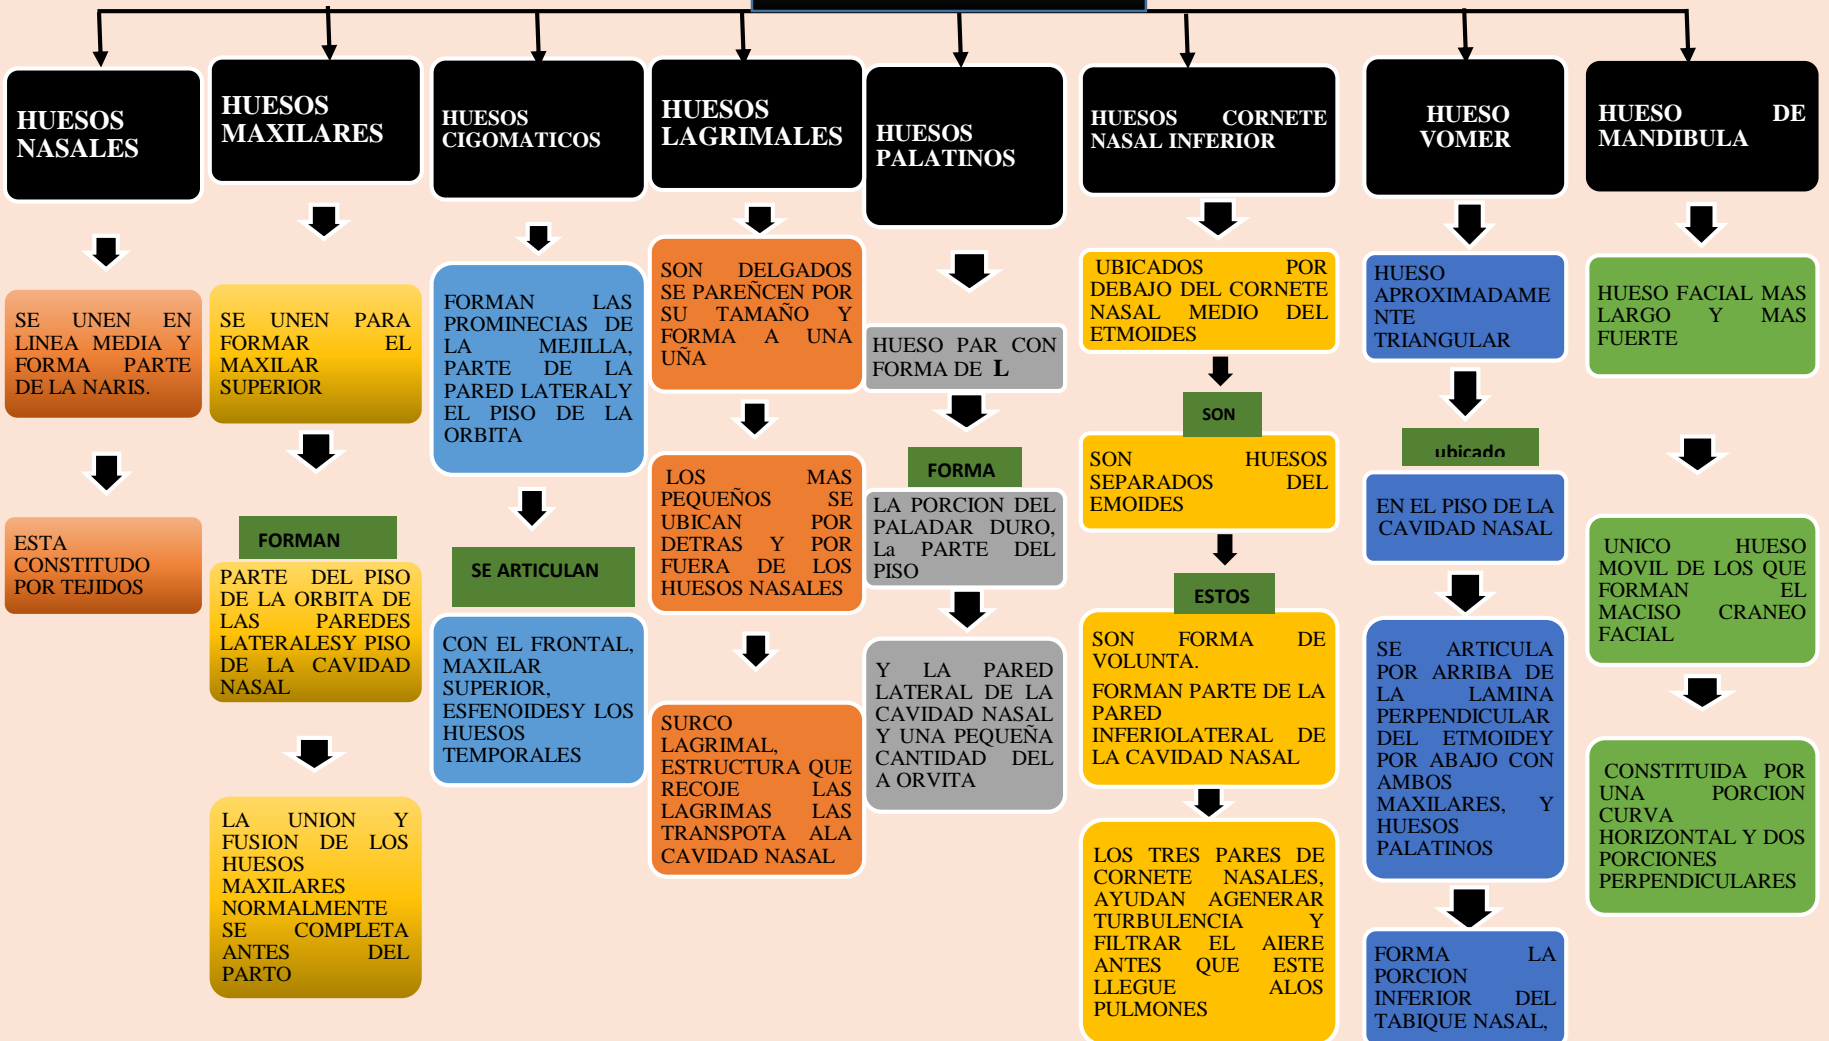 HUESOS
NASALES
SE UNEN EN
LINEA MEDIA Y
FORMA PARTE
DE LA NARIS.
ESTA
CONSTITUDO
POR TEJIDOS
HUESOS
MAXILARES
SE UNEN PARA
FORMAR EL
MAXILAR
SUPERIOR
FORMAN
PARTE DEL PISO
DE LA ORBITA DE
LAS PAREDES
LATERALESY PISO
DE LA CAVIDAD
NASAL
LA UNION Y
FUSION DE LOS
HUESOS
MAXILARES
NORMALMENTE
SE COMPLETA
ANTES DEL
PARTO
HUESOS
CIGOMATICOS
FORMAN LAS
PROMINECIAS DE
LA MEJILLA,
PARTE DE LA
PARED LATERALY
EL PISO DE LA
ORBITA
SE ARTICULAN
CON EL FRONTAL,
MAXILAR
SUPERIOR,
ESFENOIDESY LOS
HUESOS
TEMPORALES
HUESOS
LAGRIMALES
SON DELGADOS
SE PAREÑCEN POR
SU TAMAÑO Y
FORMA A UNA
UÑA
LOS MAS
PEQUEÑOS SE
UBICAN POR
DETRAS Y POR
FUERA DE LOS
HUESOS NASALES
SURCO
LAGRIMAL,
ESTRUCTURA QUE
RECOJE LAS
LAGRIMAS LAS
TRANSPOTA ALA
CAVIDAD NASAL
HUESOS
PALATINOS
HUESO PAR CON
FORMA DE L
FORMA
LA PORCION DEL
PALADAR DURO,
La PARTE DEL
PISO
Y LA PARED
LATERAL DE LA
CAVIDAD NASAL
Y UNA PEQUEÑA
CANTIDAD DEL
A ORVITA
HUESOS CORNETE
NASAL INFERIOR
UBICADOS POR
DEBAJO DEL CORNETE
NASAL MEDIO DEL
ETMOIDES
SON
SON HUESOS
SEPARADOS DEL
EMOIDES
ESTOS
SON FORMA DE
VOLUNTA.
FORMAN PARTE DE LA
PARED
INFERIOLATERAL DE
LA CAVIDAD NASAL
LOS TRES PARES DE
CORNETE NASALES,
AYUDAN AGENERAR
TURBULENCIA Y
FILTRAR EL AIERE
ANTES QUE ESTE
LLEGUE ALOS
PULMONES
HUESO
VOMER
HUESO
APROXIMADAME
NTE
TRIANGULAR
ubicado
EN EL PISO DE LA
CAVIDAD NASAL
SE ARTICULA
POR ARRIBA DE
LA LAMINA
PERPENDICULAR
DEL ETMOIDEY
POR ABAJO CON
AMBOS
MAXILARES, Y
HUESOS
PALATINOS
FORMA LA
PORCION
INFERIOR DEL
TABIQUE NASAL,
HUESO DE
MANDIBULA
HUESO FACIAL MAS
LARGO Y MAS
FUERTE
UNICO HUESO
MOVIL DE LOS QUE
FORMAN EL
MACISO CRANEO
FACIAL
CONSTITUIDA POR
UNA PORCION
CURVA
HORIZONTAL Y DOS
PORCIONES
PERPENDICULARES